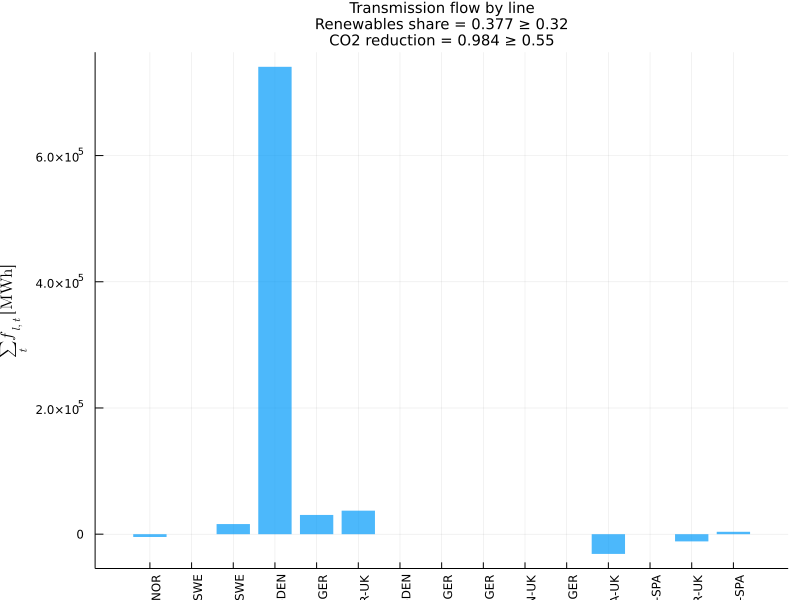 Transmission flow by line
Renewables share = 0.377 ≥ 0.32
CO2 reduction = 0.984 ≥ 0.55
6.0×10⁵
4.0×10⁵
2.0×10⁵
0
∑ₜ f_{l,t} [MWh]
NOR
SWE
SWE
DEN
GER
R-UK
DEN
GER
GER
N-UK
GER
A-UK
-SPA
R-UK
-SPA